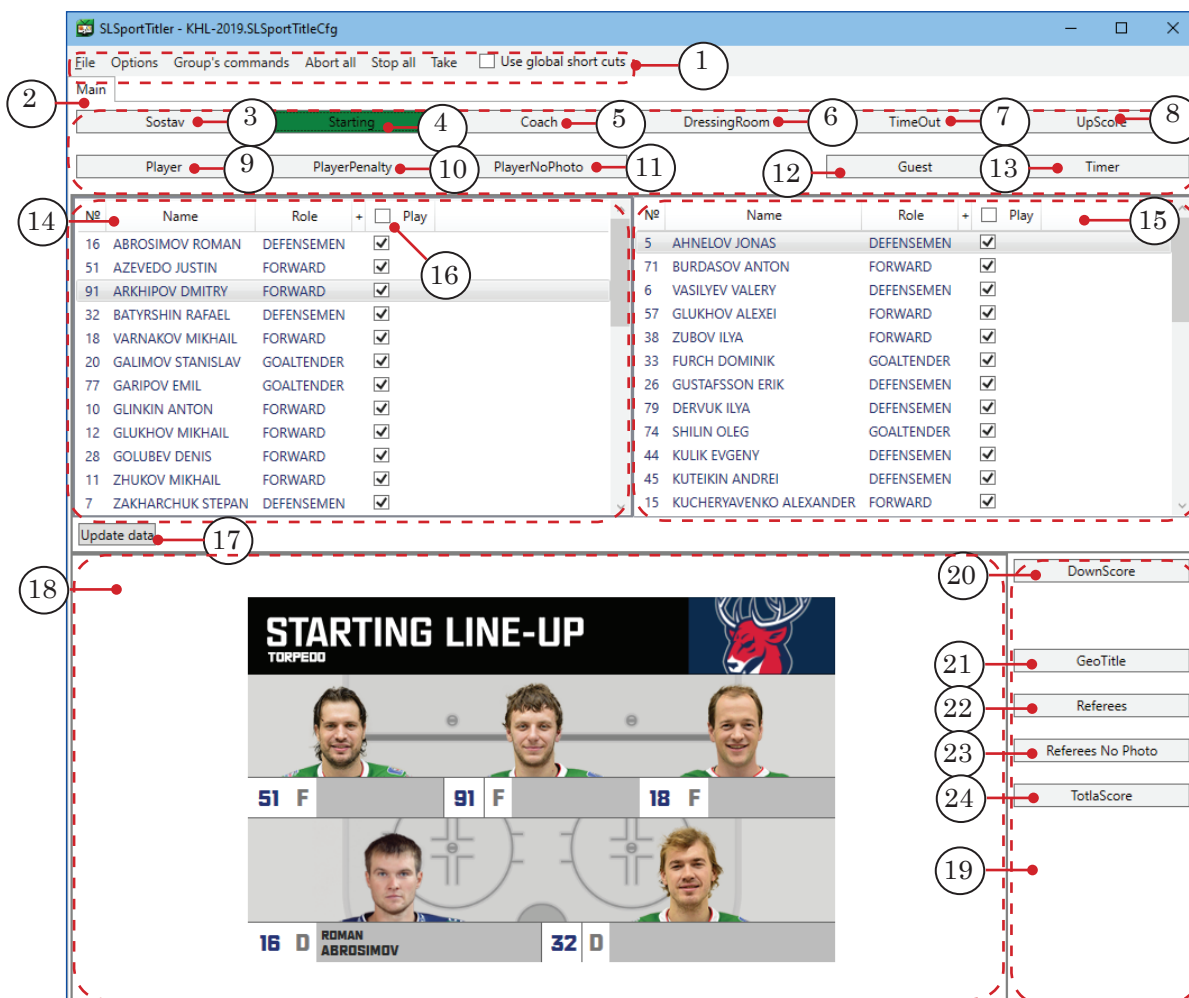 SLSportTitler - KHL-2019.SLSportTitleCfg
File Options Group's commands Abort all Stop all Take Use global short cuts 1
Main
2
Sostav 3 Starting 4 Coach 5 DressingRoom 6 TimeOut 7 UpScore 8
Player 9 PlayerPenalty 10 PlayerNoPhoto 11 12 Guest 13 Timer
14 Nº Name Role + Play Nº Name Role + Play 15
16
16 ABROSIMOV ROMAN DEFENSEMEN
51 AZEVEDO JUSTIN FORWARD
91 ARKHIPOV DMITRY FORWARD
32 BATYRSHIN RAFAEL DEFENSEMEN
18 VARNAKOV MIKHAIL FORWARD
20 GALIMOV STANISLAV GOALTENDER
77 GARIPOV EMIL GOALTENDER
10 GLINKIN ANTON FORWARD
12 GLUKHOV MIKHAIL FORWARD
28 GOLUBEV DENIS FORWARD
11 ZHUKOV MIKHAIL FORWARD
7 ZAKHARCHUK STEPAN DEFENSEMEN
5 AHNELOV JONAS DEFENSEMEN
71 BURDASOV ANTON FORWARD
6 VASILYEV VALERY DEFENSEMEN
57 GLUKHOV ALEXEI FORWARD
38 ZUBOV ILYA FORWARD
33 FURCH DOMINIK GOALTENDER
26 GUSTAFSSON ERIK DEFENSEMEN
79 DERVUK ILYA DEFENSEMEN
74 SHILIN OLEG GOALTENDER
44 KULIK EVGENY DEFENSEMEN
45 KUTEIKIN ANDREI DEFENSEMEN
15 KUCHERYAVENKO ALEXANDER FORWARD
Update data 17
18
STARTING LINE-UP
TORPEDO
51 F 91 F 18 F
16 D ROMAN
ABROSIMOV
32 D
20 DownScore
21 GeoTitle
22 Referees
23 Referees No Photo
24 TotlaScore
19